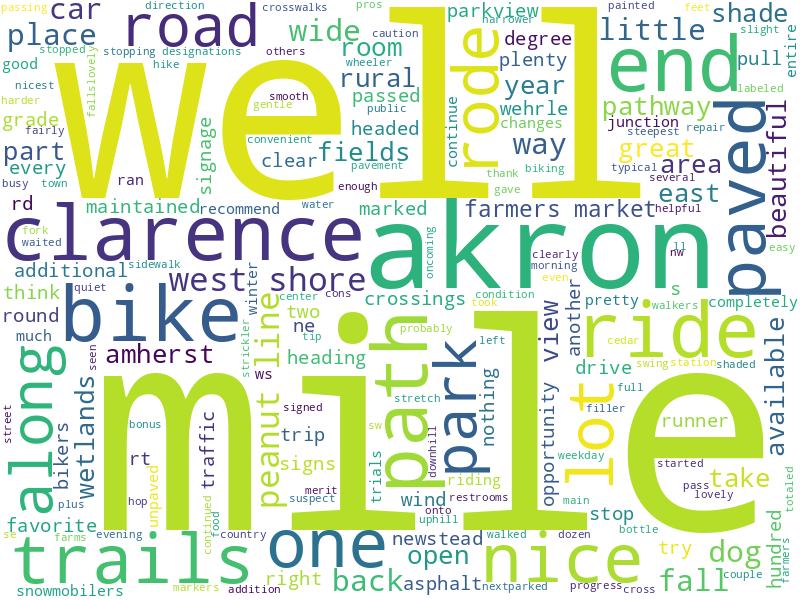 passing direction crosswalks pros painted feet
car parkview narrower little shade slight entire
road wide
place stopping designations caution degree pull
stopped others room plenty
good hike wheeler labeled
nicest rural rode year end steepest repair
harder smooth passed wehrle pathway
grade fallslovely gentle public changes junction
fairly well headed continue way great typical
part signage convenient clear fields thank biking area several
busy town pavement gave beautiful
every ran enough paved
rd maintained recommend water marked farmers market east helpful
fork clarence akron
waited sidewalk oncoming clearly ll nw easy
additional west shore morning even
think quiet winter center cons crossings condition took another s pretty walkers completely
round bike two tip line probably ride
much seen amherst ne heading left view cedar available
along strickler path park drive swing station shaded
street wetlands ws nothing lot full
bikers bonus peanut signed stretch opportunity filler runner
mile
rt traffic trip sw downhill weekday started
plus unpaved signs trials riding main take
hop suspect merit wind restrooms stop pass lovely totaled
favorite continued food onto uphill walked dozen bottle hundred
se farms evening country one newstead try dog
trails right open nice couple farmers
snowmobilers markers addition back asphalt nextparked progress cross fall